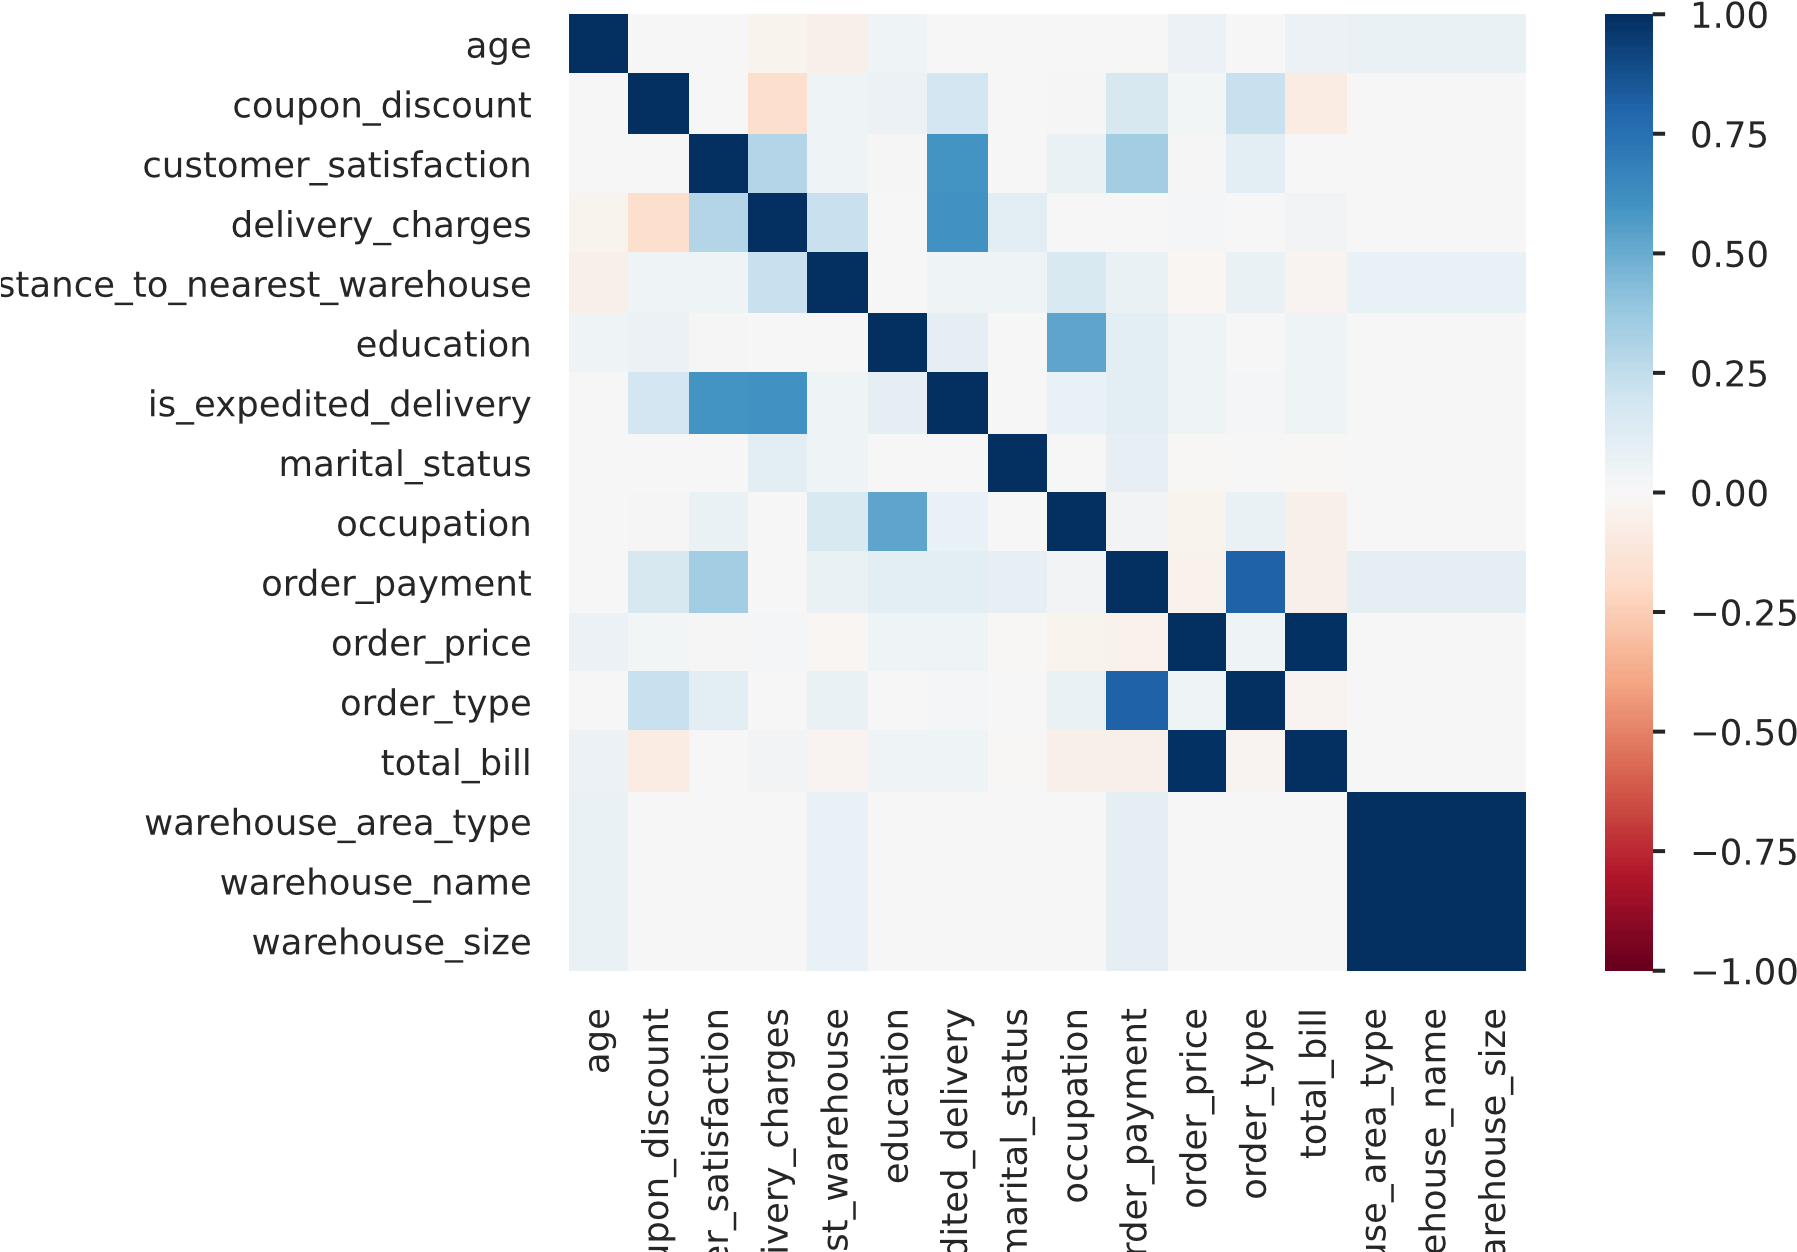 age
coupon_discount
customer_satisfaction
delivery_charges
stance_to_nearest_warehouse
education
is_expedited_delivery
marital_status
occupation
order_payment
order_price
order_type
total_bill
warehouse_area_type
warehouse_name
warehouse_size
1.00
0.75
0.50
0.25
0.00
−0.25
−0.50
−0.75
−1.00
age
upon_discount
er_satisfaction
ivery_charges
st_warehouse
education
dited_delivery
marital_status
occupation
rder_payment
order_price
order_type
total_bill
use_area_type
ehouse_name
arehouse_size